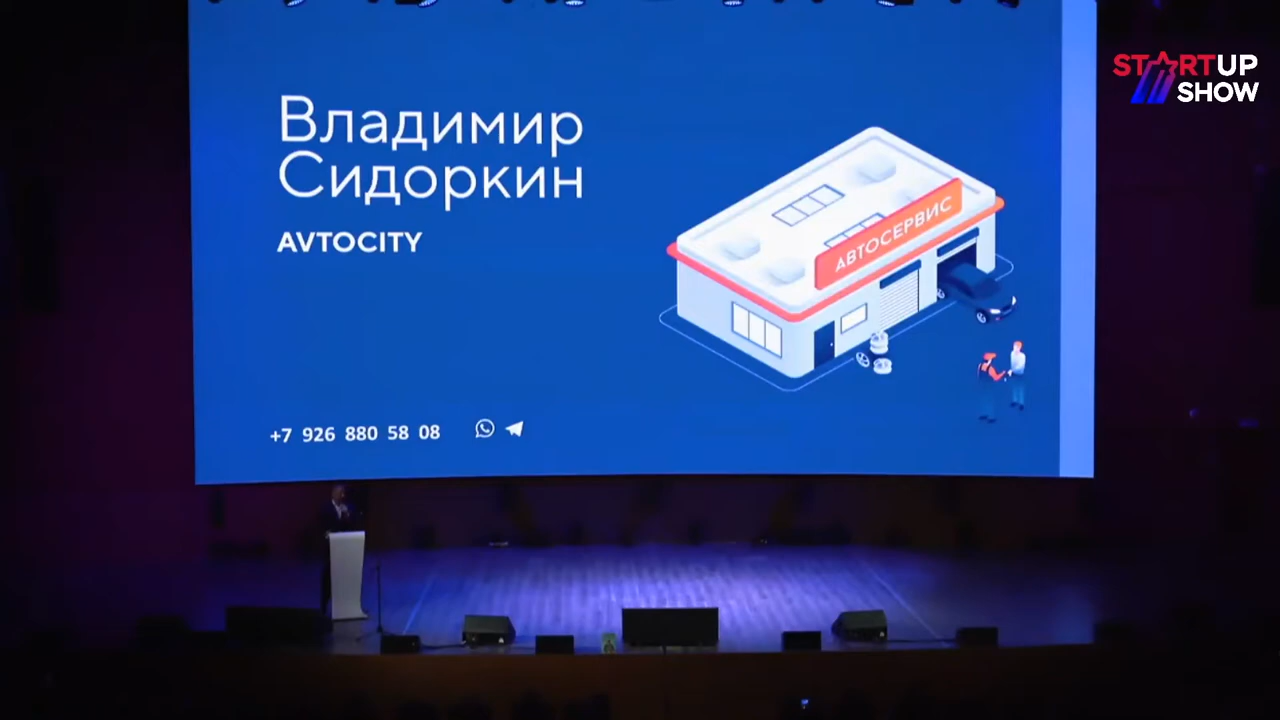 Владимир
Сидоркин
AVTOCITY
АВТОСЕРВИС
+7 926 880 58 08
STARTUP
SHOW